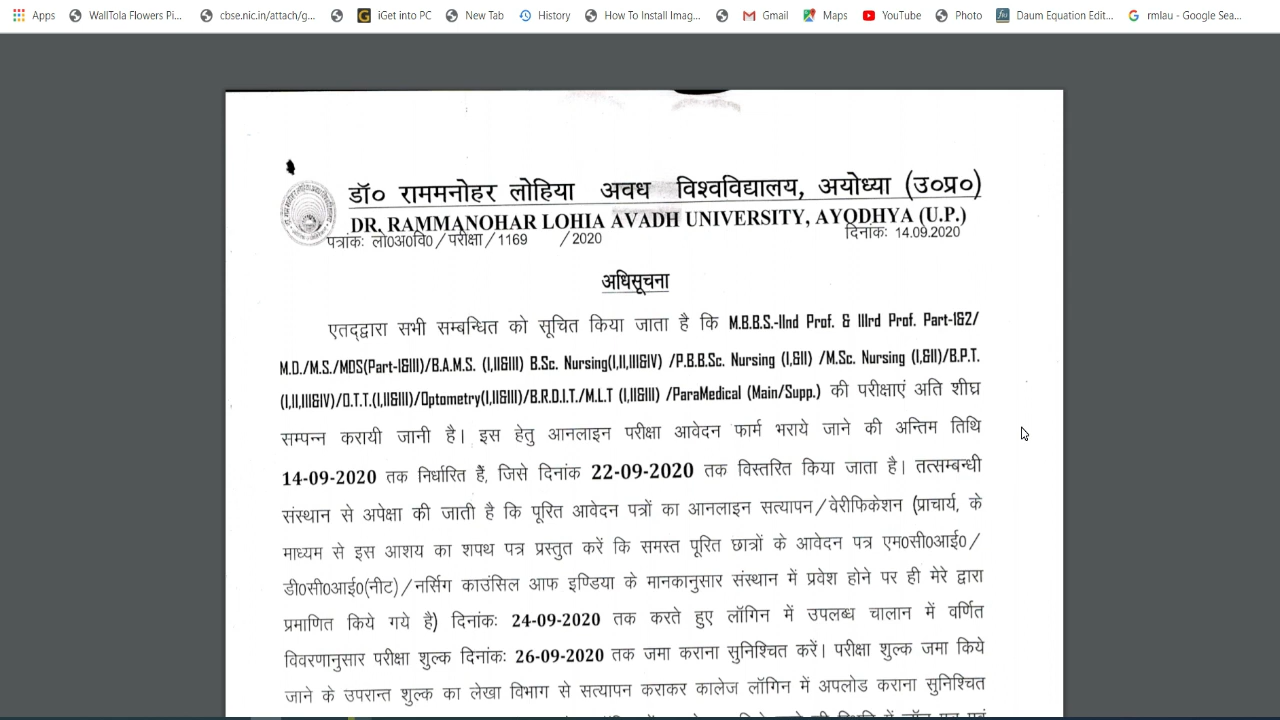 Apps WallTola Flowers Pi... cbse.nic.in/attach/g... iGet into PC New Tab History How To Install Imag... Gmail Maps YouTube Photo Daum Equation Edit... rmlau - Google Sea...
डॉ० राममनोहर लोहिया अवध विश्वविद्यालय, अयोध्या (उ०प्र०)
DR. RAMMANOHAR LOHIA AVADH UNIVERSITY, AYODHYA (U.P.)
पत्रांकः लो0अ0वि0/परीक्षा/1169 /2020 दिनांकः 14.09.2020
अधिसूचना
एतद्द्वारा सभी सम्बन्धित को सूचित किया जाता है कि M.B.B.S.-IInd Prof. & IIIrd Prof. Part-1&2/
M.D./M.S./MDS(Part-I&III)/B.A.M.S. (I,II&III) B.Sc. Nursing(I,II,III&IV) /P.B.B.Sc. Nursing (I,&II) /M.Sc. Nursing (I,&II)/B.P.T.
(I,II,III&IV)/O.T.T.(I,II&III)/Optometry(I,II&III)/B.R.D.I.T./M.L.T (I,II&III) /ParaMedical (Main/Supp.) की परीक्षाएं अति शीघ्र
सम्पन्न करायी जानी है। इस हेतु आनलाइन परीक्षा आवेदन फार्म भराये जाने की अन्तिम तिथि
14-09-2020 तक निर्धारित हैं, जिसे दिनांक 22-09-2020 तक विस्तरित किया जाता है। तत्सम्बन्धी
संस्थान से अपेक्षा की जाती है कि पूरित आवेदन पत्रों का आनलाइन सत्यापन/वेरीफिकेशन (प्राचार्य, के
माध्यम से इस आशय का शपथ पत्र प्रस्तुत करें कि समस्त पूरित छात्रों के आवेदन पत्र एम0सी0आई0/
डी0सी0आई0(नीट)/नर्सिग काउंसिल आफ इण्डिया के मानकानुसार संस्थान में प्रवेश होने पर ही मेरे द्वारा
प्रमाणित किये गये है) दिनांकः 24-09-2020 तक करते हुए लॉगिन में उपलब्ध चालान में वर्णित
विवरणानुसार परीक्षा शुल्क दिनांकः 26-09-2020 तक जमा कराना सुनिश्चित करें। परीक्षा शुल्क जमा किये
जाने के उपरान्त शुल्क का लेखा विभाग से सत्यापन कराकर कालेज लॉगिन में अपलोड कराना सुनिश्चित